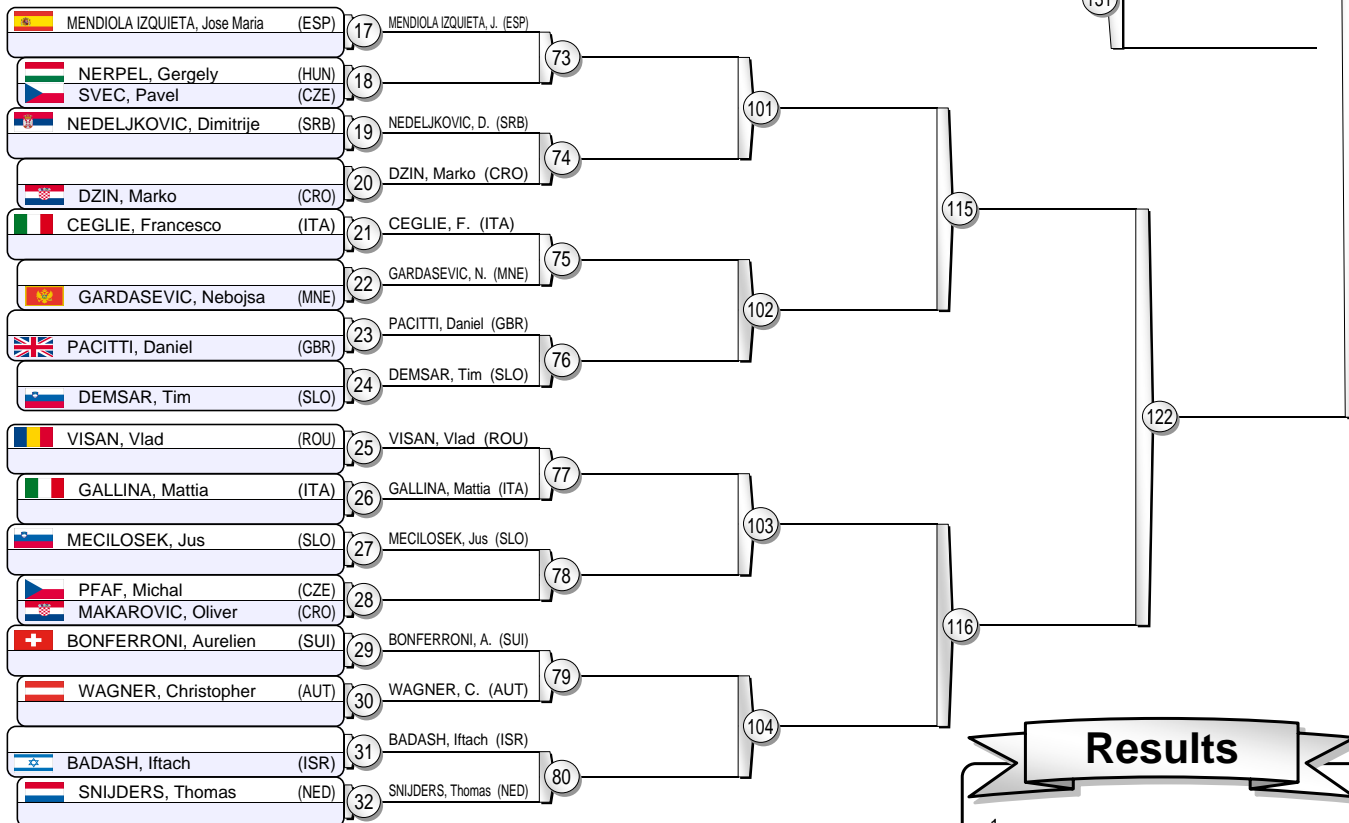 MENDIOLA IZQUIETA, Jose Maria (ESP) 17 MENDIOLA IZQUIETA, J. (ESP)
73
NERPEL, Gergely (HUN) 18
SVEC, Pavel (CZE)
101
NEDELJKOVIC, Dimitrije (SRB) 19 NEDELJKOVIC, D. (SRB)
74
20 DZIN, Marko (CRO)
DZIN, Marko (CRO)
115
CEGLIE, Francesco (ITA) 21 CEGLIE, F. (ITA)
75
22 GARDASEVIC, N. (MNE)
GARDASEVIC, Nebojsa (MNE)
102
23 PACITTI, Daniel (GBR)
PACITTI, Daniel (GBR)
76
24 DEMSAR, Tim (SLO)
DEMSAR, Tim (SLO)
122
VISAN, Vlad (ROU) 25 VISAN, Vlad (ROU)
77
GALLINA, Mattia (ITA) 26 GALLINA, Mattia (ITA)
103
MECILOSEK, Jus (SLO) 27 MECILOSEK, Jus (SLO)
78
PFAF, Michal (CZE) 28
MAKAROVIC, Oliver (CRO)
116
BONFERRONI, Aurelien (SUI) 29 BONFERRONI, A. (SUI)
79
WAGNER, Christopher (AUT) 30 WAGNER, C. (AUT)
104
31 BADASH, Iftach (ISR)
BADASH, Iftach (ISR)
80
SNIJDERS, Thomas (NED) 32 SNIJDERS, Thomas (NED)
Results